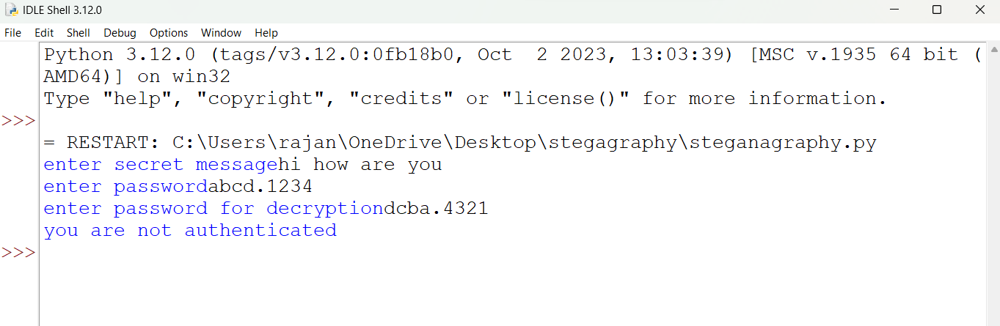 IDLE Shell 3.12.0
File Edit Shell Debug Options Window Help
Python 3.12.0 (tags/v3.12.0:0fb18b0, Oct  2 2023, 13:03:39) [MSC v.1935 64 bit (
AMD64)] on win32
Type "help", "copyright", "credits" or "license()" for more information.
>>>
= RESTART: C:\Users\rajan\OneDrive\Desktop\stegagraphy\steganagraphy.py
enter secret messagehi how are you
enter passwordabcd.1234
enter password for decryptiondcba.4321
you are not authenticated
>>>